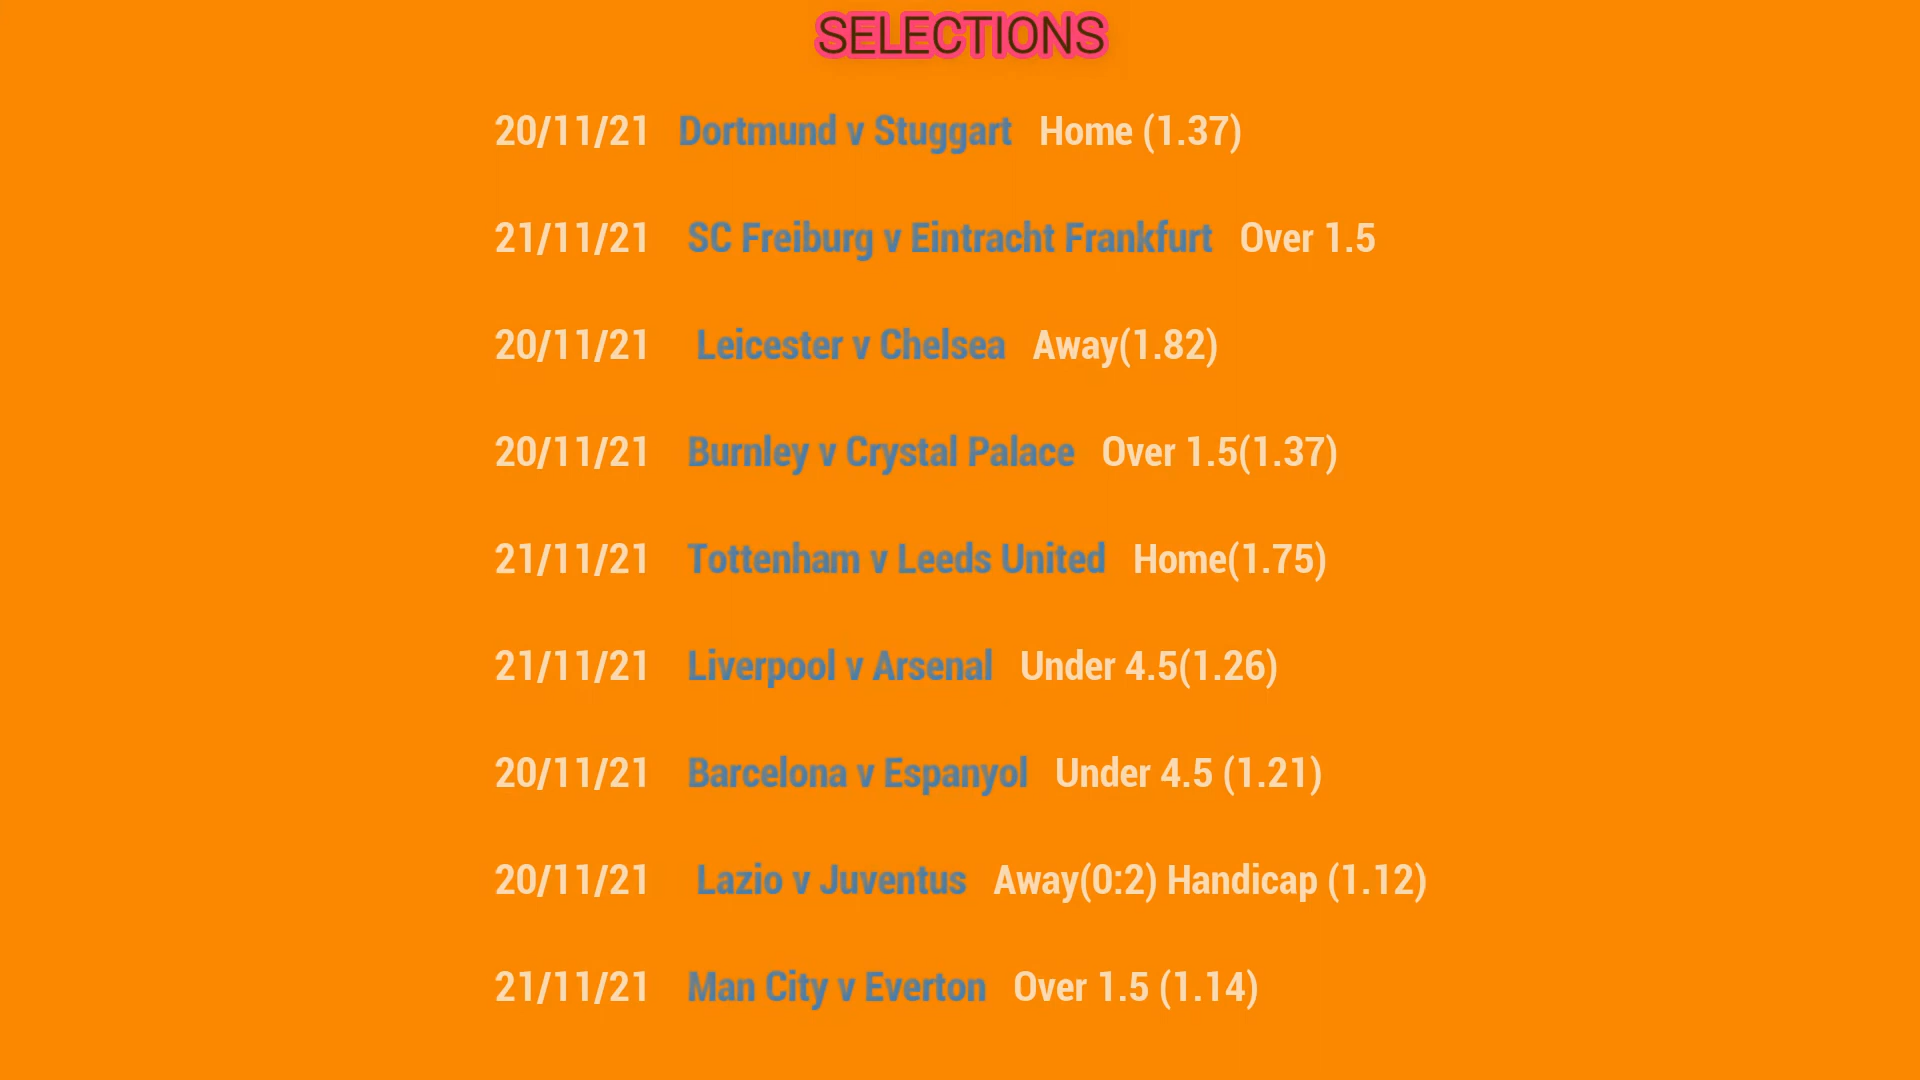 SELECTIONS
20/11/21 Dortmund v Stuggart Home (1.37)
21/11/21 SC Freiburg v Eintracht Frankfurt Over 1.5
20/11/21 Leicester v Chelsea Away(1.82)
20/11/21 Burnley v Crystal Palace Over 1.5(1.37)
21/11/21 Tottenham v Leeds United Home(1.75)
21/11/21 Liverpool v Arsenal Under 4.5(1.26)
20/11/21 Barcelona v Espanyol Under 4.5 (1.21)
20/11/21 Lazio v Juventus Away(0:2) Handicap (1.12)
21/11/21 Man City v Everton Over 1.5 (1.14)